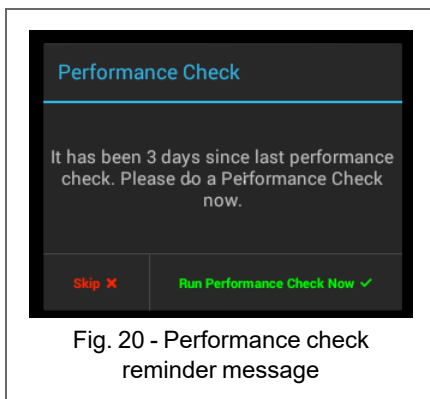 Performance Check
It has been 3 days since last performance
check. Please do a Performance Check
now.
Skip ✕ Run Performance Check Now ✓
Fig. 20 - Performance check
reminder message